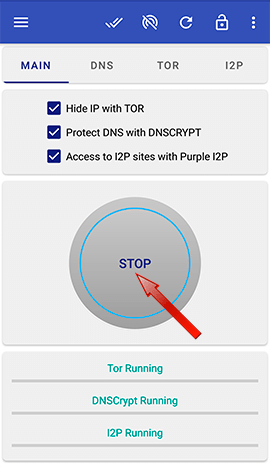 MAIN DNS TOR I2P
Hide IP with TOR
Protect DNS with DNSCRYPT
Access to I2P sites with Purple I2P
STOP
Tor Running
DNSCrypt Running
I2P Running